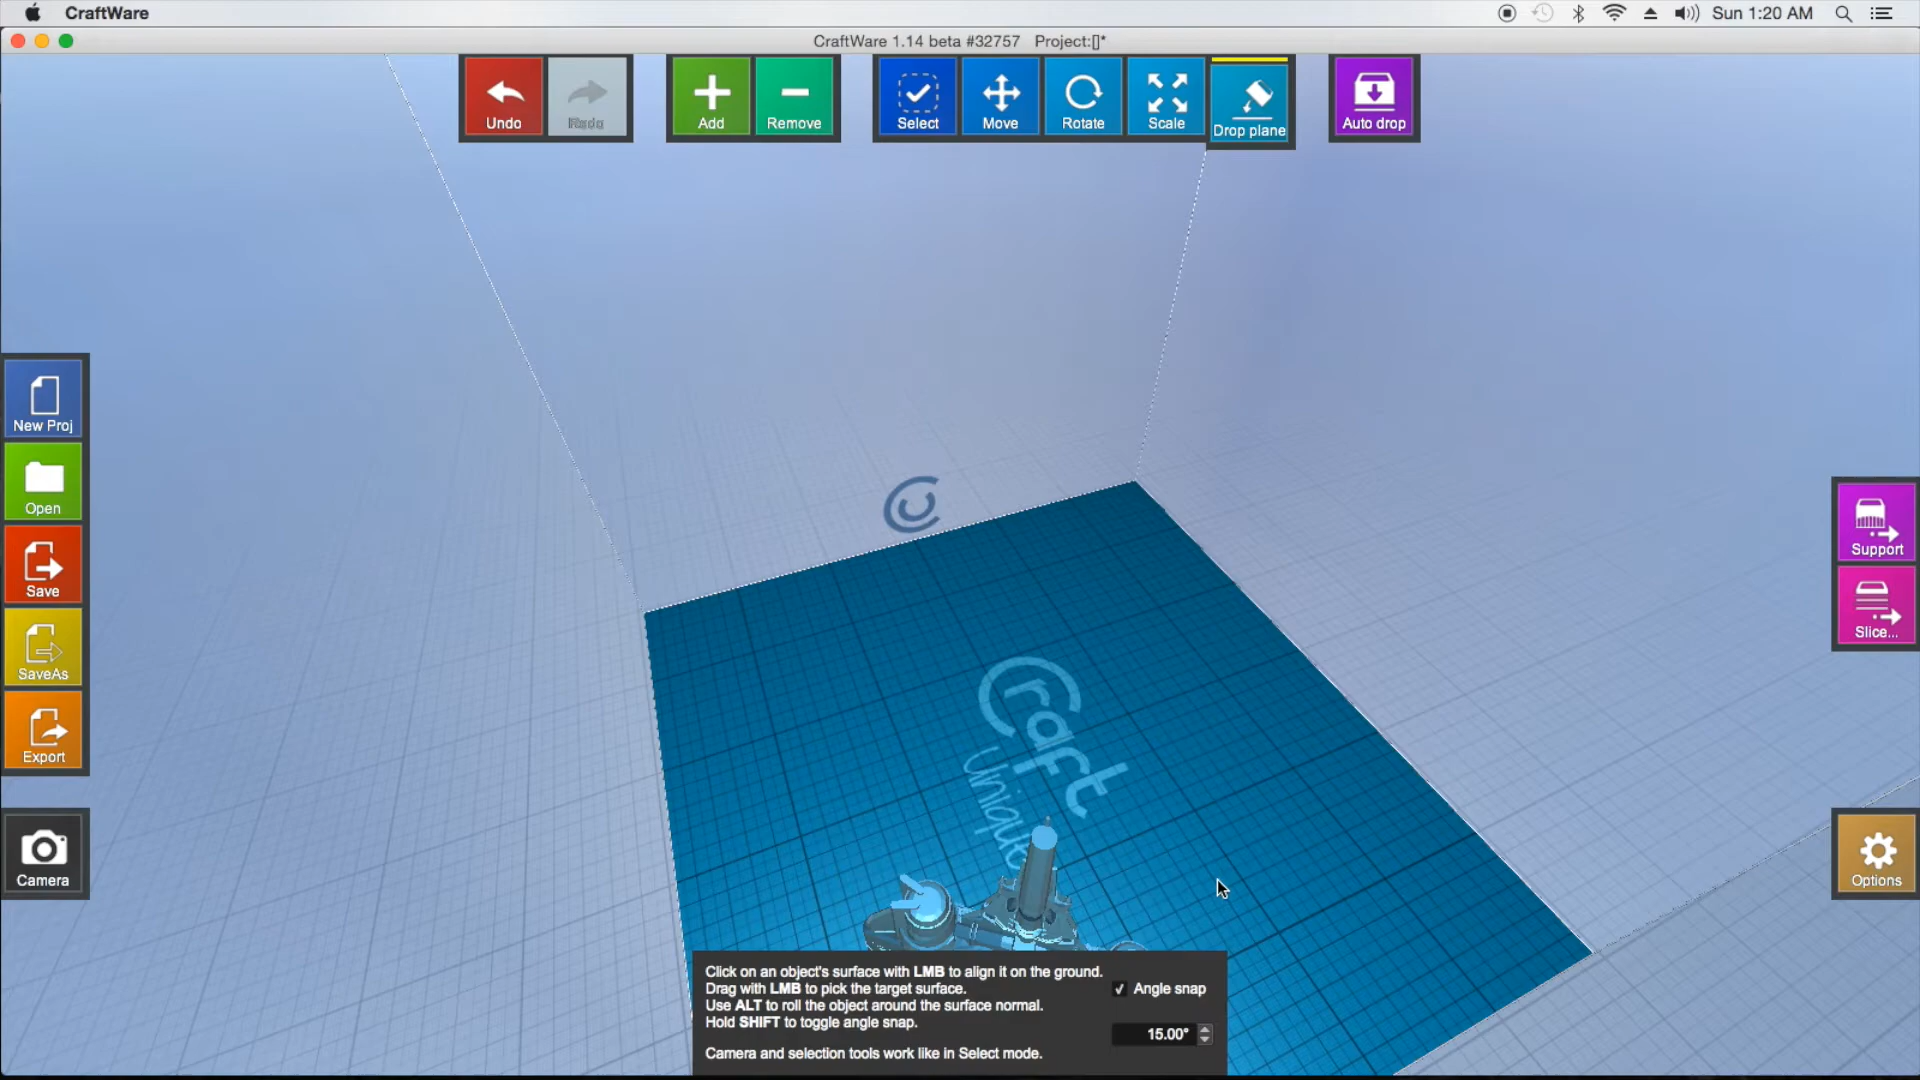 CraftWare
Sun 1:20 AM
CraftWare 1.14 beta #32757 Project:[]*
Undo
Redo
Add
Remove
Select
Move
Rotate
Scale
Drop plane
Auto drop
New Proj
Open
Save
SaveAs
Export
Camera
Support
Slice...
Options
Craft
Unique
Click on an object's surface with LMB to align it on the ground.
Drag with LMB to pick the target surface.
Use ALT to roll the object around the surface normal.
Hold SHIFT to toggle angle snap.
Camera and selection tools work like in Select mode.
Angle snap
15.00°